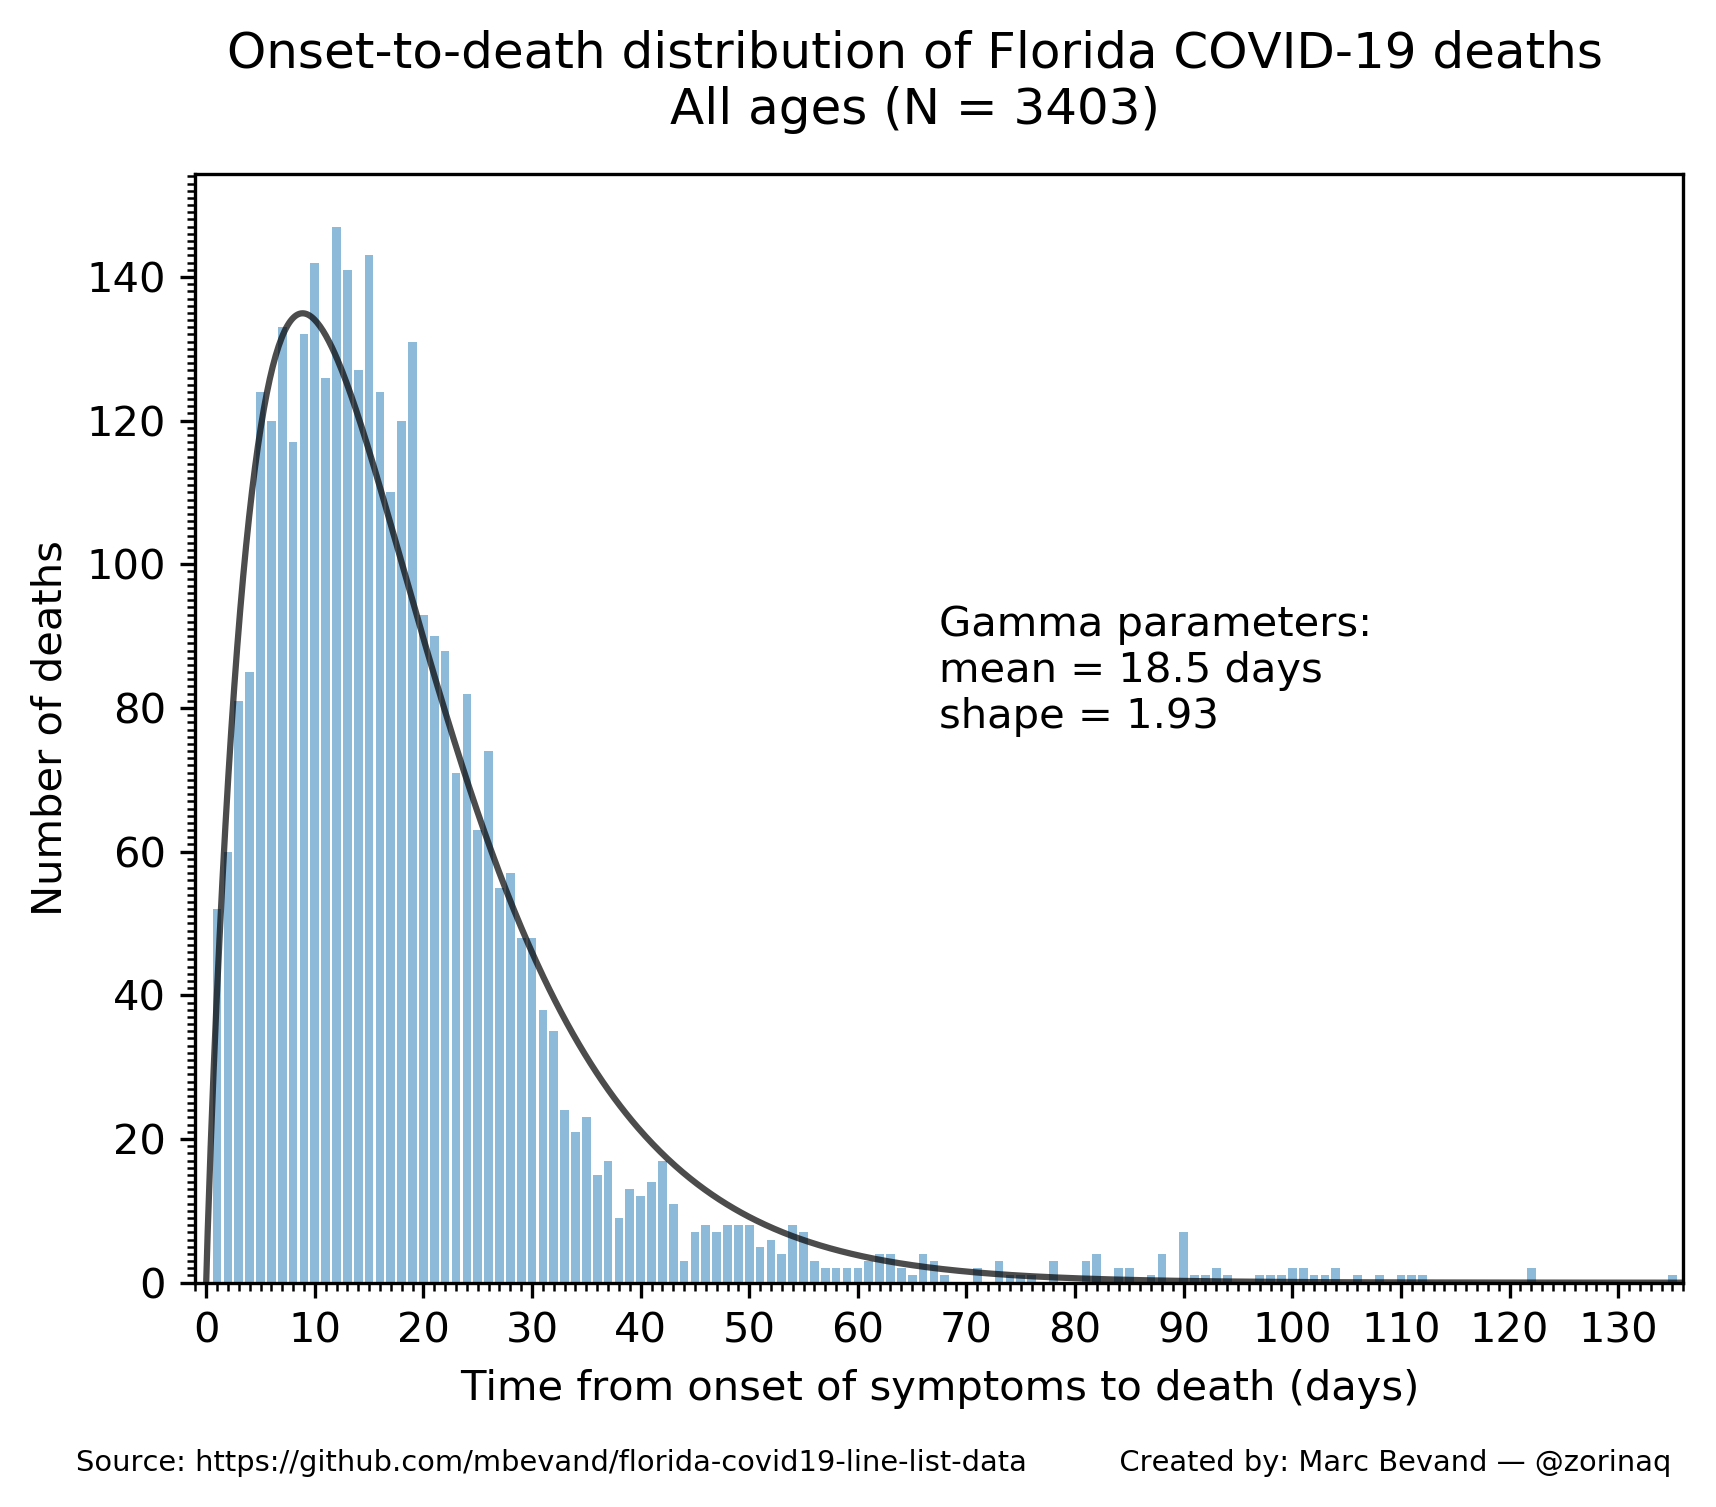 Onset-to-death distribution of Florida COVID-19 deaths
All ages (N = 3403)
Number of deaths
140
120
100
80
60
40
20
0
Gamma parameters:
mean = 18.5 days
shape = 1.93
0 10 20 30 40 50 60 70 80 90 100 110 120 130
Time from onset of symptoms to death (days)
Source: https://github.com/mbevand/florida-covid19-line-list-data Created by: Marc Bevand — @zorinaq